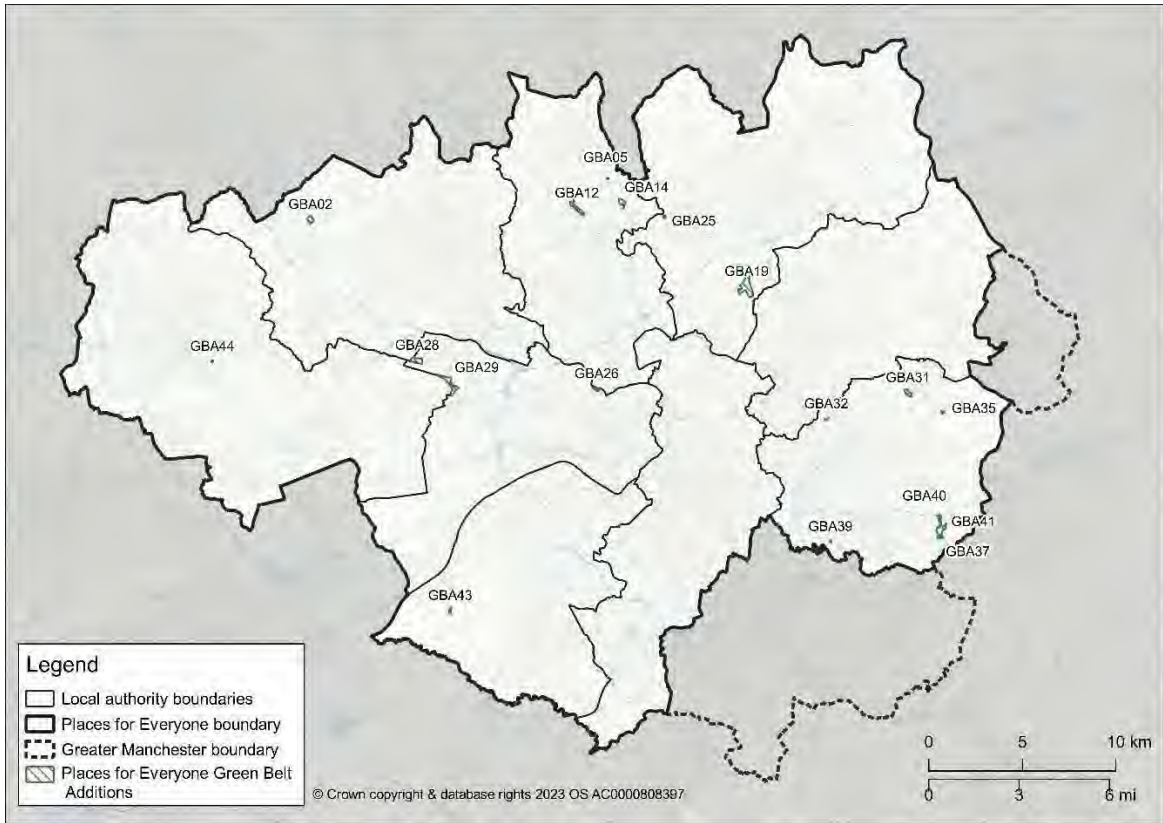 GBA05
GBA12
GBA14
GBA02
GBA25
GBA19
GBA44
GBA28
GBA29
GBA26
GBA31
GBA32
GBA35
GBA40
GBA41
GBA39
GBA37
GBA43
Legend
Local authority boundaries
Places for Everyone boundary
Greater Manchester boundary
Places for Everyone Green Belt
Additions
© Crown copyright & database rights 2023 OS AC0000808397
0 5 10 km
0 3 6 mi